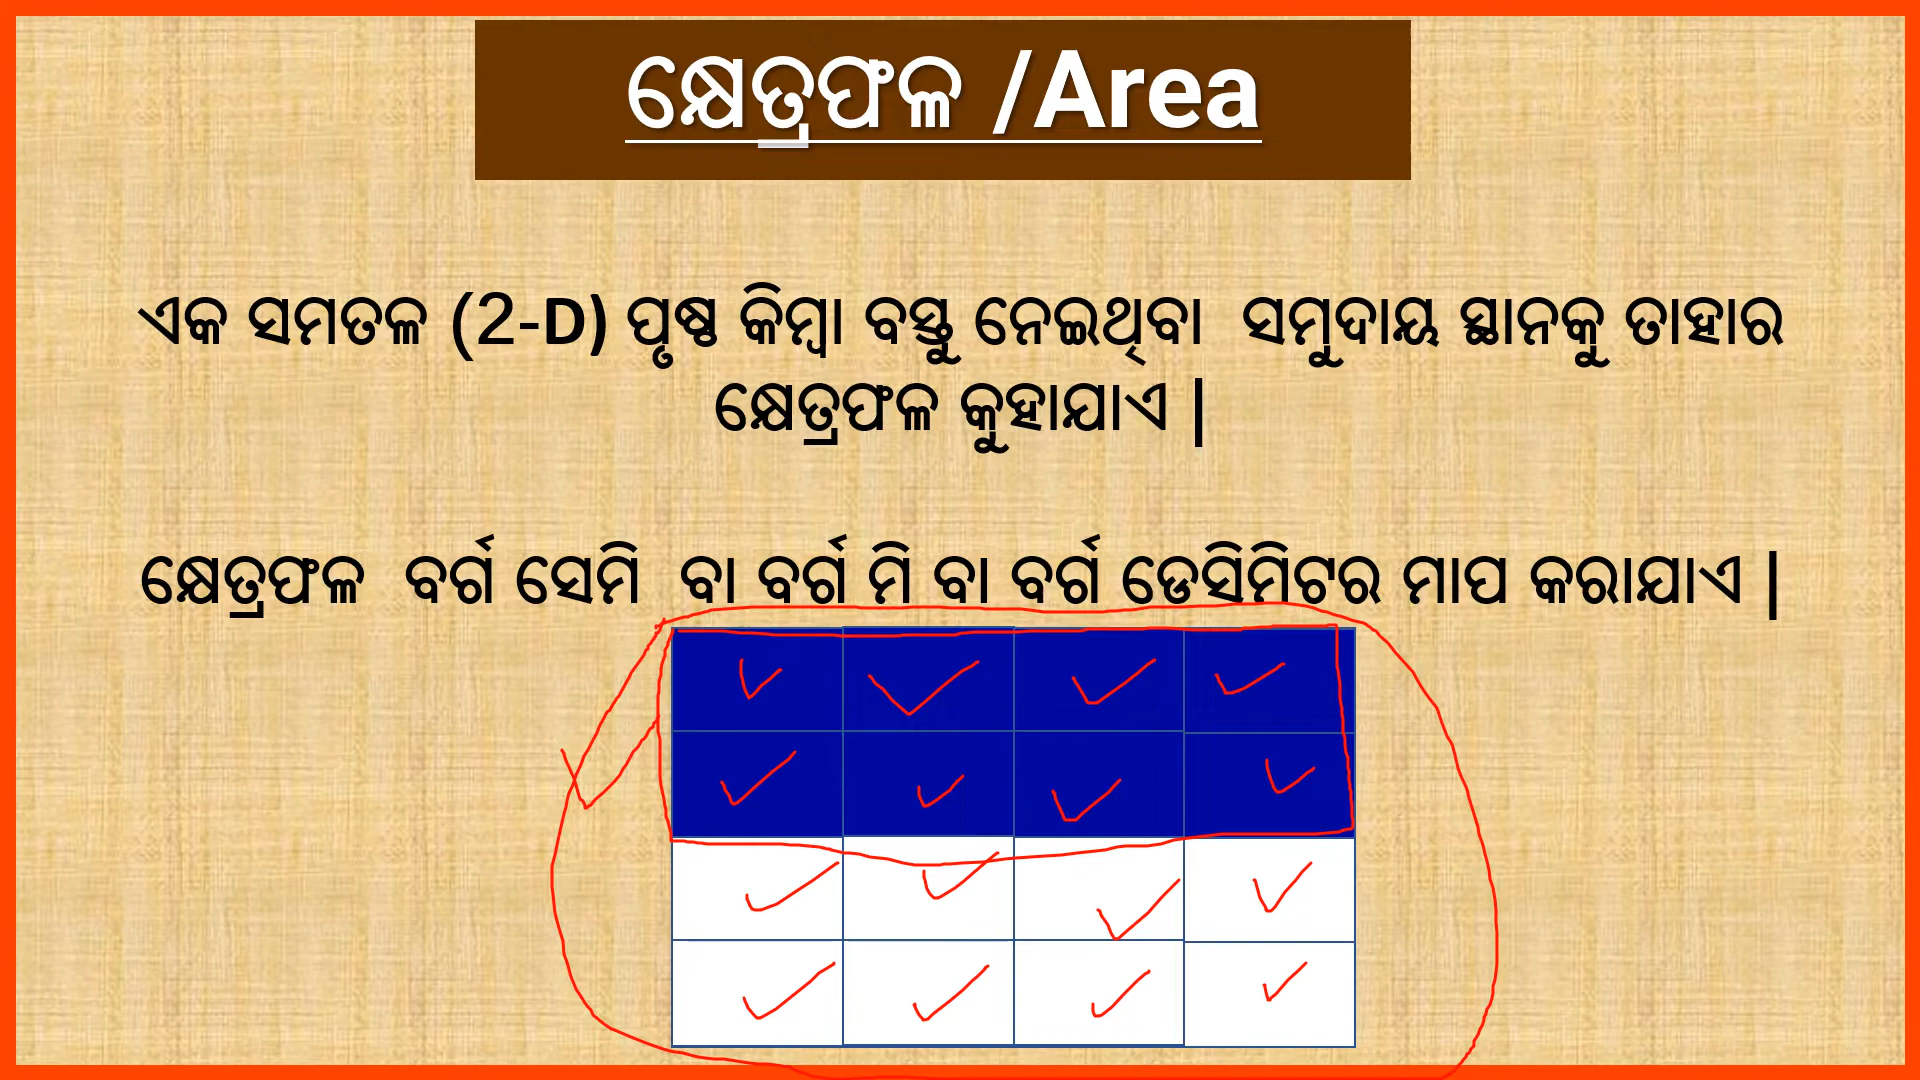 କ୍ଷେତ୍ରଫଳ /Area
ଏକ ସମତଳ (2-D) ପୃଷ୍ଠ କିମ୍ବା ବସ୍ତୁ ନେଇଥିବା ସମୁଦାୟ ସ୍ଥାନକୁ ତାହାର
କ୍ଷେତ୍ରଫଳ କୁହାଯାଏ |
କ୍ଷେତ୍ରଫଳ ବର୍ଗ ସେମି ବା ବର୍ଗ ମି ବା ବର୍ଗ ଡେସିମିଟର ମାପ କରାଯାଏ |